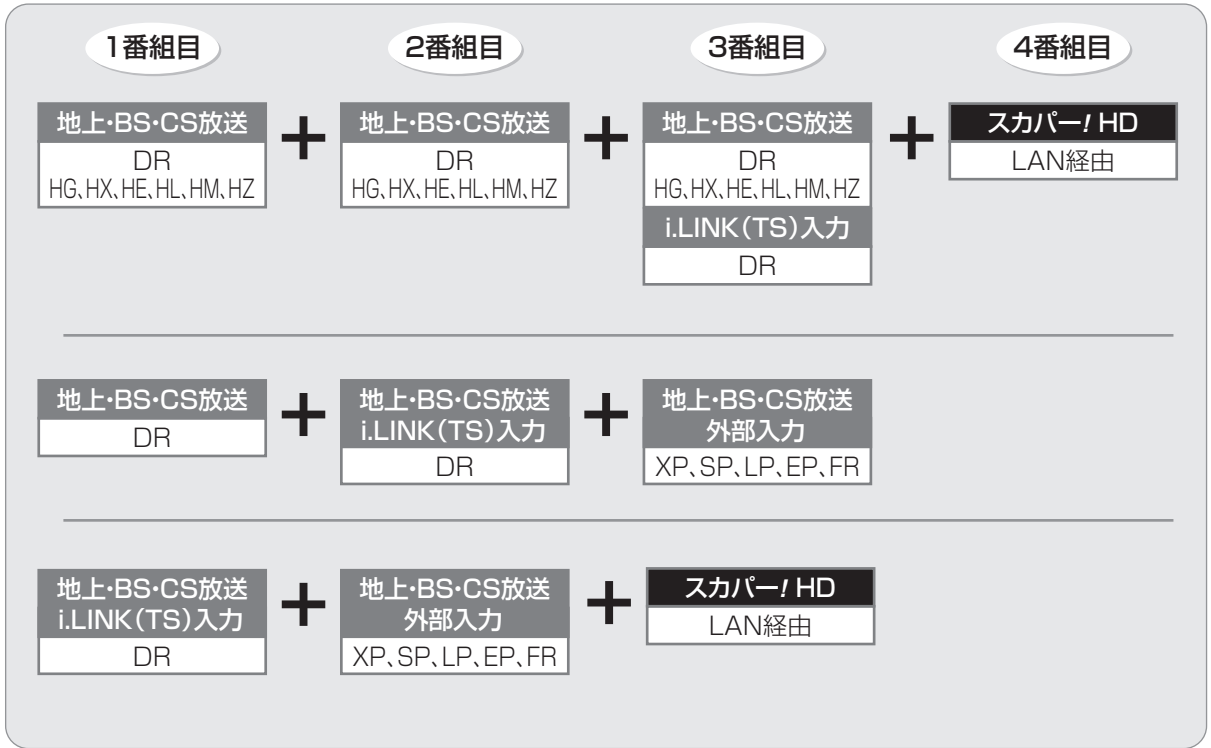 1番組目
2番組目
3番組目
4番組目
地上・BS・CS放送
DR
HG、HX、HE、HL、HM、HZ
+
地上・BS・CS放送
DR
HG、HX、HE、HL、HM、HZ
+
地上・BS・CS放送
DR
HG、HX、HE、HL、HM、HZ
i.LINK(TS)入力
DR
+
スカパー! HD
LAN経由
地上・BS・CS放送
DR
+
地上・BS・CS放送
i.LINK(TS)入力
DR
+
地上・BS・CS放送
外部入力
XP、SP、LP、EP、FR
地上・BS・CS放送
i.LINK(TS)入力
DR
+
地上・BS・CS放送
外部入力
XP、SP、LP、EP、FR
+
スカパー! HD
LAN経由